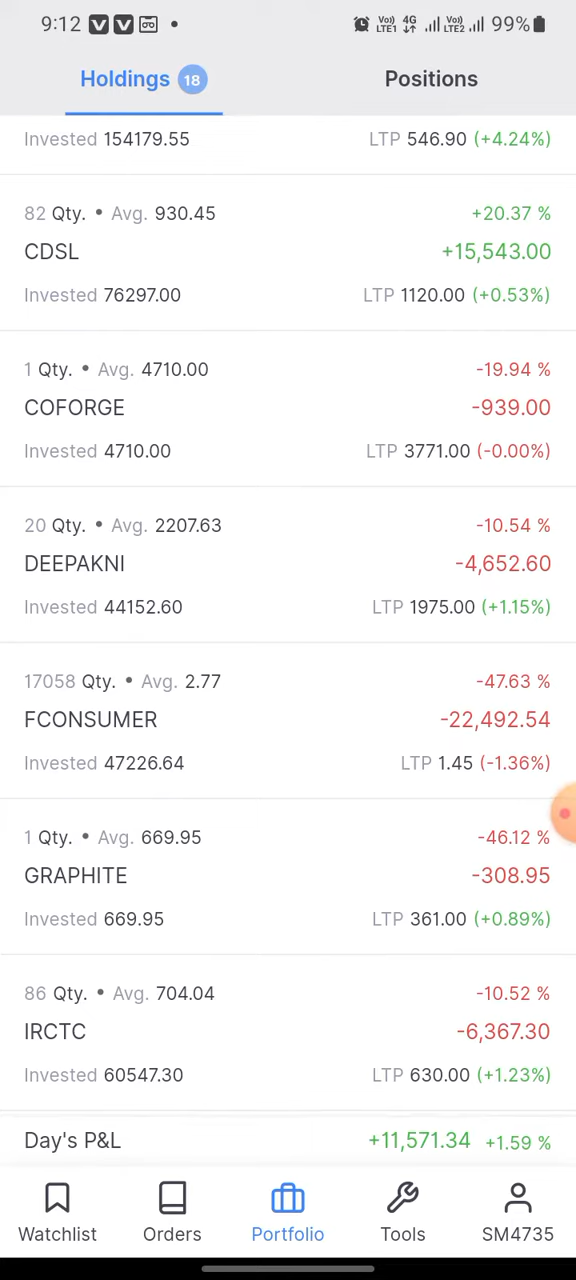 9:12 Vo) LTE1 4G Vo) LTE2 99%
Holdings 18 Positions
Invested 154179.55 LTP 546.90 (+4.24%)
82 Qty. • Avg. 930.45 +20.37 %
CDSL +15,543.00
Invested 76297.00 LTP 1120.00 (+0.53%)
1 Qty. • Avg. 4710.00 -19.94 %
COFORGE -939.00
Invested 4710.00 LTP 3771.00 (-0.00%)
20 Qty. • Avg. 2207.63 -10.54 %
DEEPAKNI -4,652.60
Invested 44152.60 LTP 1975.00 (+1.15%)
17058 Qty. • Avg. 2.77 -47.63 %
FCONSUMER -22,492.54
Invested 47226.64 LTP 1.45 (-1.36%)
1 Qty. • Avg. 669.95 -46.12 %
GRAPHITE -308.95
Invested 669.95 LTP 361.00 (+0.89%)
86 Qty. • Avg. 704.04 -10.52 %
IRCTC -6,367.30
Invested 60547.30 LTP 630.00 (+1.23%)
Day's P&L +11,571.34 +1.59 %
Watchlist Orders Portfolio Tools SM4735